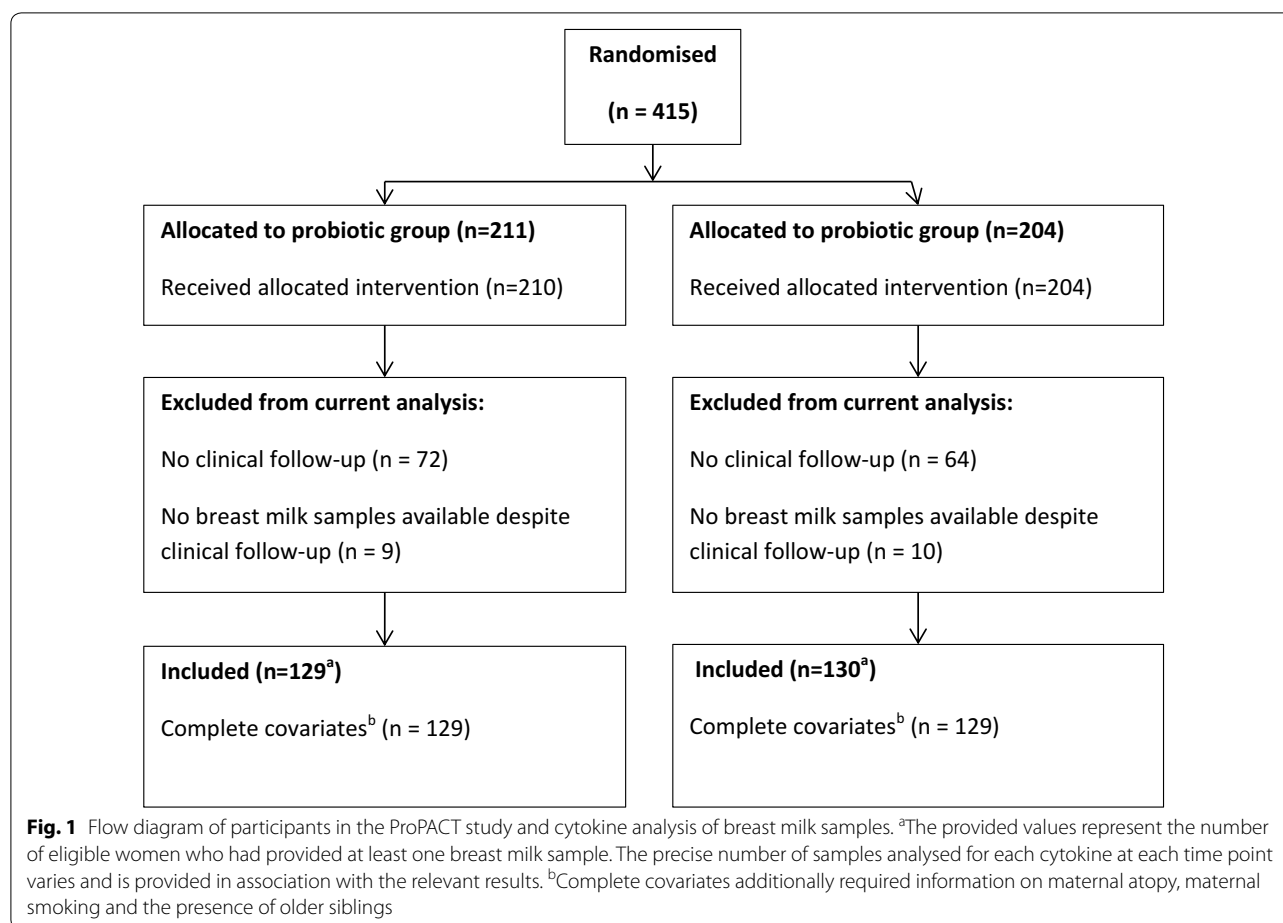 Randomised
(n = 415)
Allocated to probiotic group (n=211)
Received allocated intervention (n=210)
Allocated to probiotic group (n=204)
Received allocated intervention (n=204)
Excluded from current analysis:
No clinical follow-up (n = 72)
No breast milk samples available despite
clinical follow-up (n = 9)
Excluded from current analysis:
No clinical follow-up (n = 64)
No breast milk samples available despite
clinical follow-up (n = 10)
Included (n=129ᵃ)
Complete covariatesᵇ (n = 129)
Included (n=130ᵃ)
Complete covariatesᵇ (n = 129)
Fig. 1 Flow diagram of participants in the ProPACT study and cytokine analysis of breast milk samples. ᵃThe provided values represent the number
of eligible women who had provided at least one breast milk sample. The precise number of samples analysed for each cytokine at each time point
varies and is provided in association with the relevant results. ᵇComplete covariates additionally required information on maternal atopy, maternal
smoking and the presence of older siblings